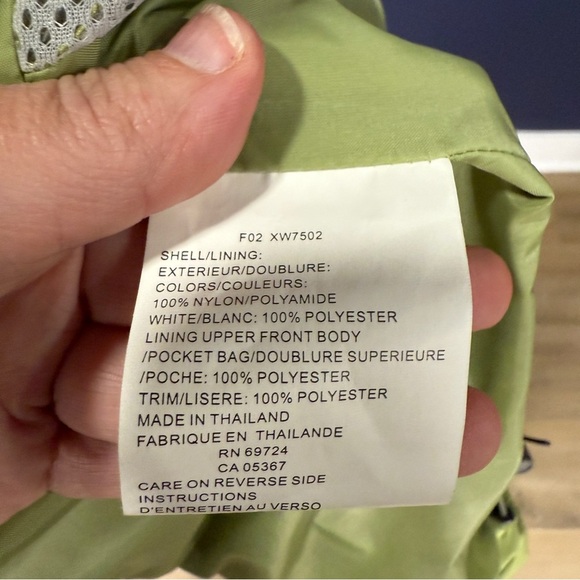 F02 XW7502
SHELL/LINING:
EXTERIEUR/DOUBLURE:
COLORS/COULEURS:
100% NYLON/POLYAMIDE
WHITE/BLANC: 100% POLYESTER
LINING UPPER FRONT BODY
/POCKET BAG/DOUBLURE SUPERIEURE
/POCHE: 100% POLYESTER
TRIM/LISERE: 100% POLYESTER
MADE IN THAILAND
FABRIQUE EN THAILANDE
RN 69724
CA 05367
CARE ON REVERSE SIDE
INSTRUCTIONS
D'ENTRETIEN AU VERSO